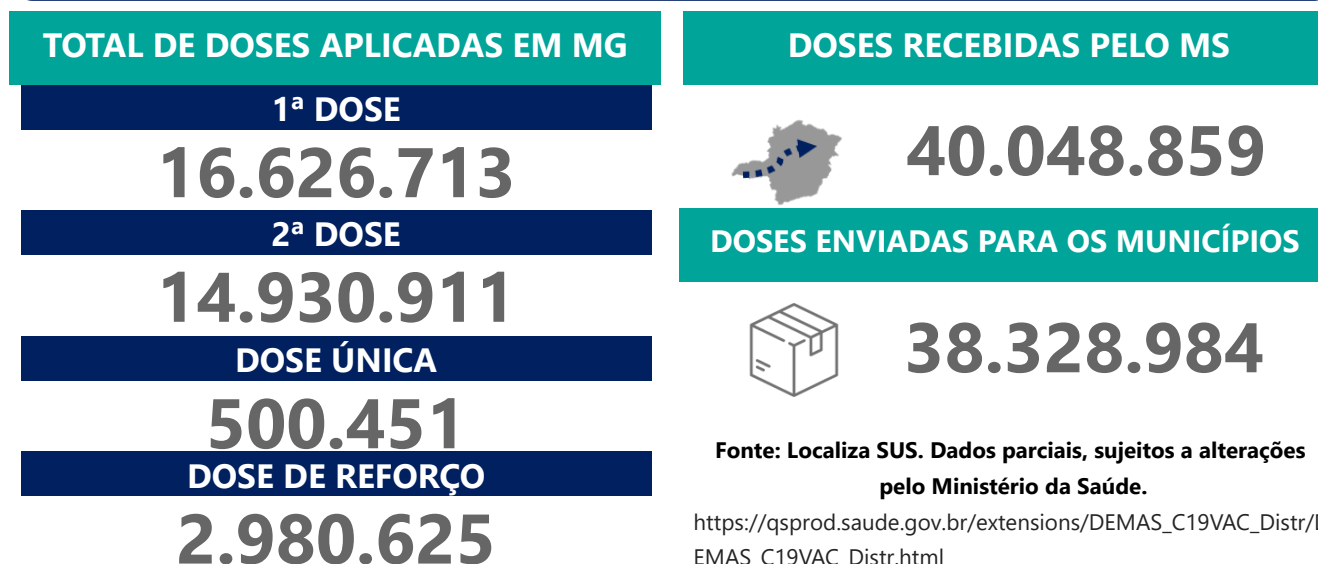 TOTAL DE DOSES APLICADAS EM MG
1ª DOSE
16.626.713
2ª DOSE
14.930.911
DOSE ÚNICA
500.451
DOSE DE REFORÇO
2.980.625
DOSES RECEBIDAS PELO MS
40.048.859
DOSES ENVIADAS PARA OS MUNICÍPIOS
38.328.984
Fonte: Localiza SUS. Dados parciais, sujeitos a alterações
pelo Ministério da Saúde.
https://qsprod.saude.gov.br/extensions/DEMAS_C19VAC_Distr/
EMAS_C19VAC_Distr.html